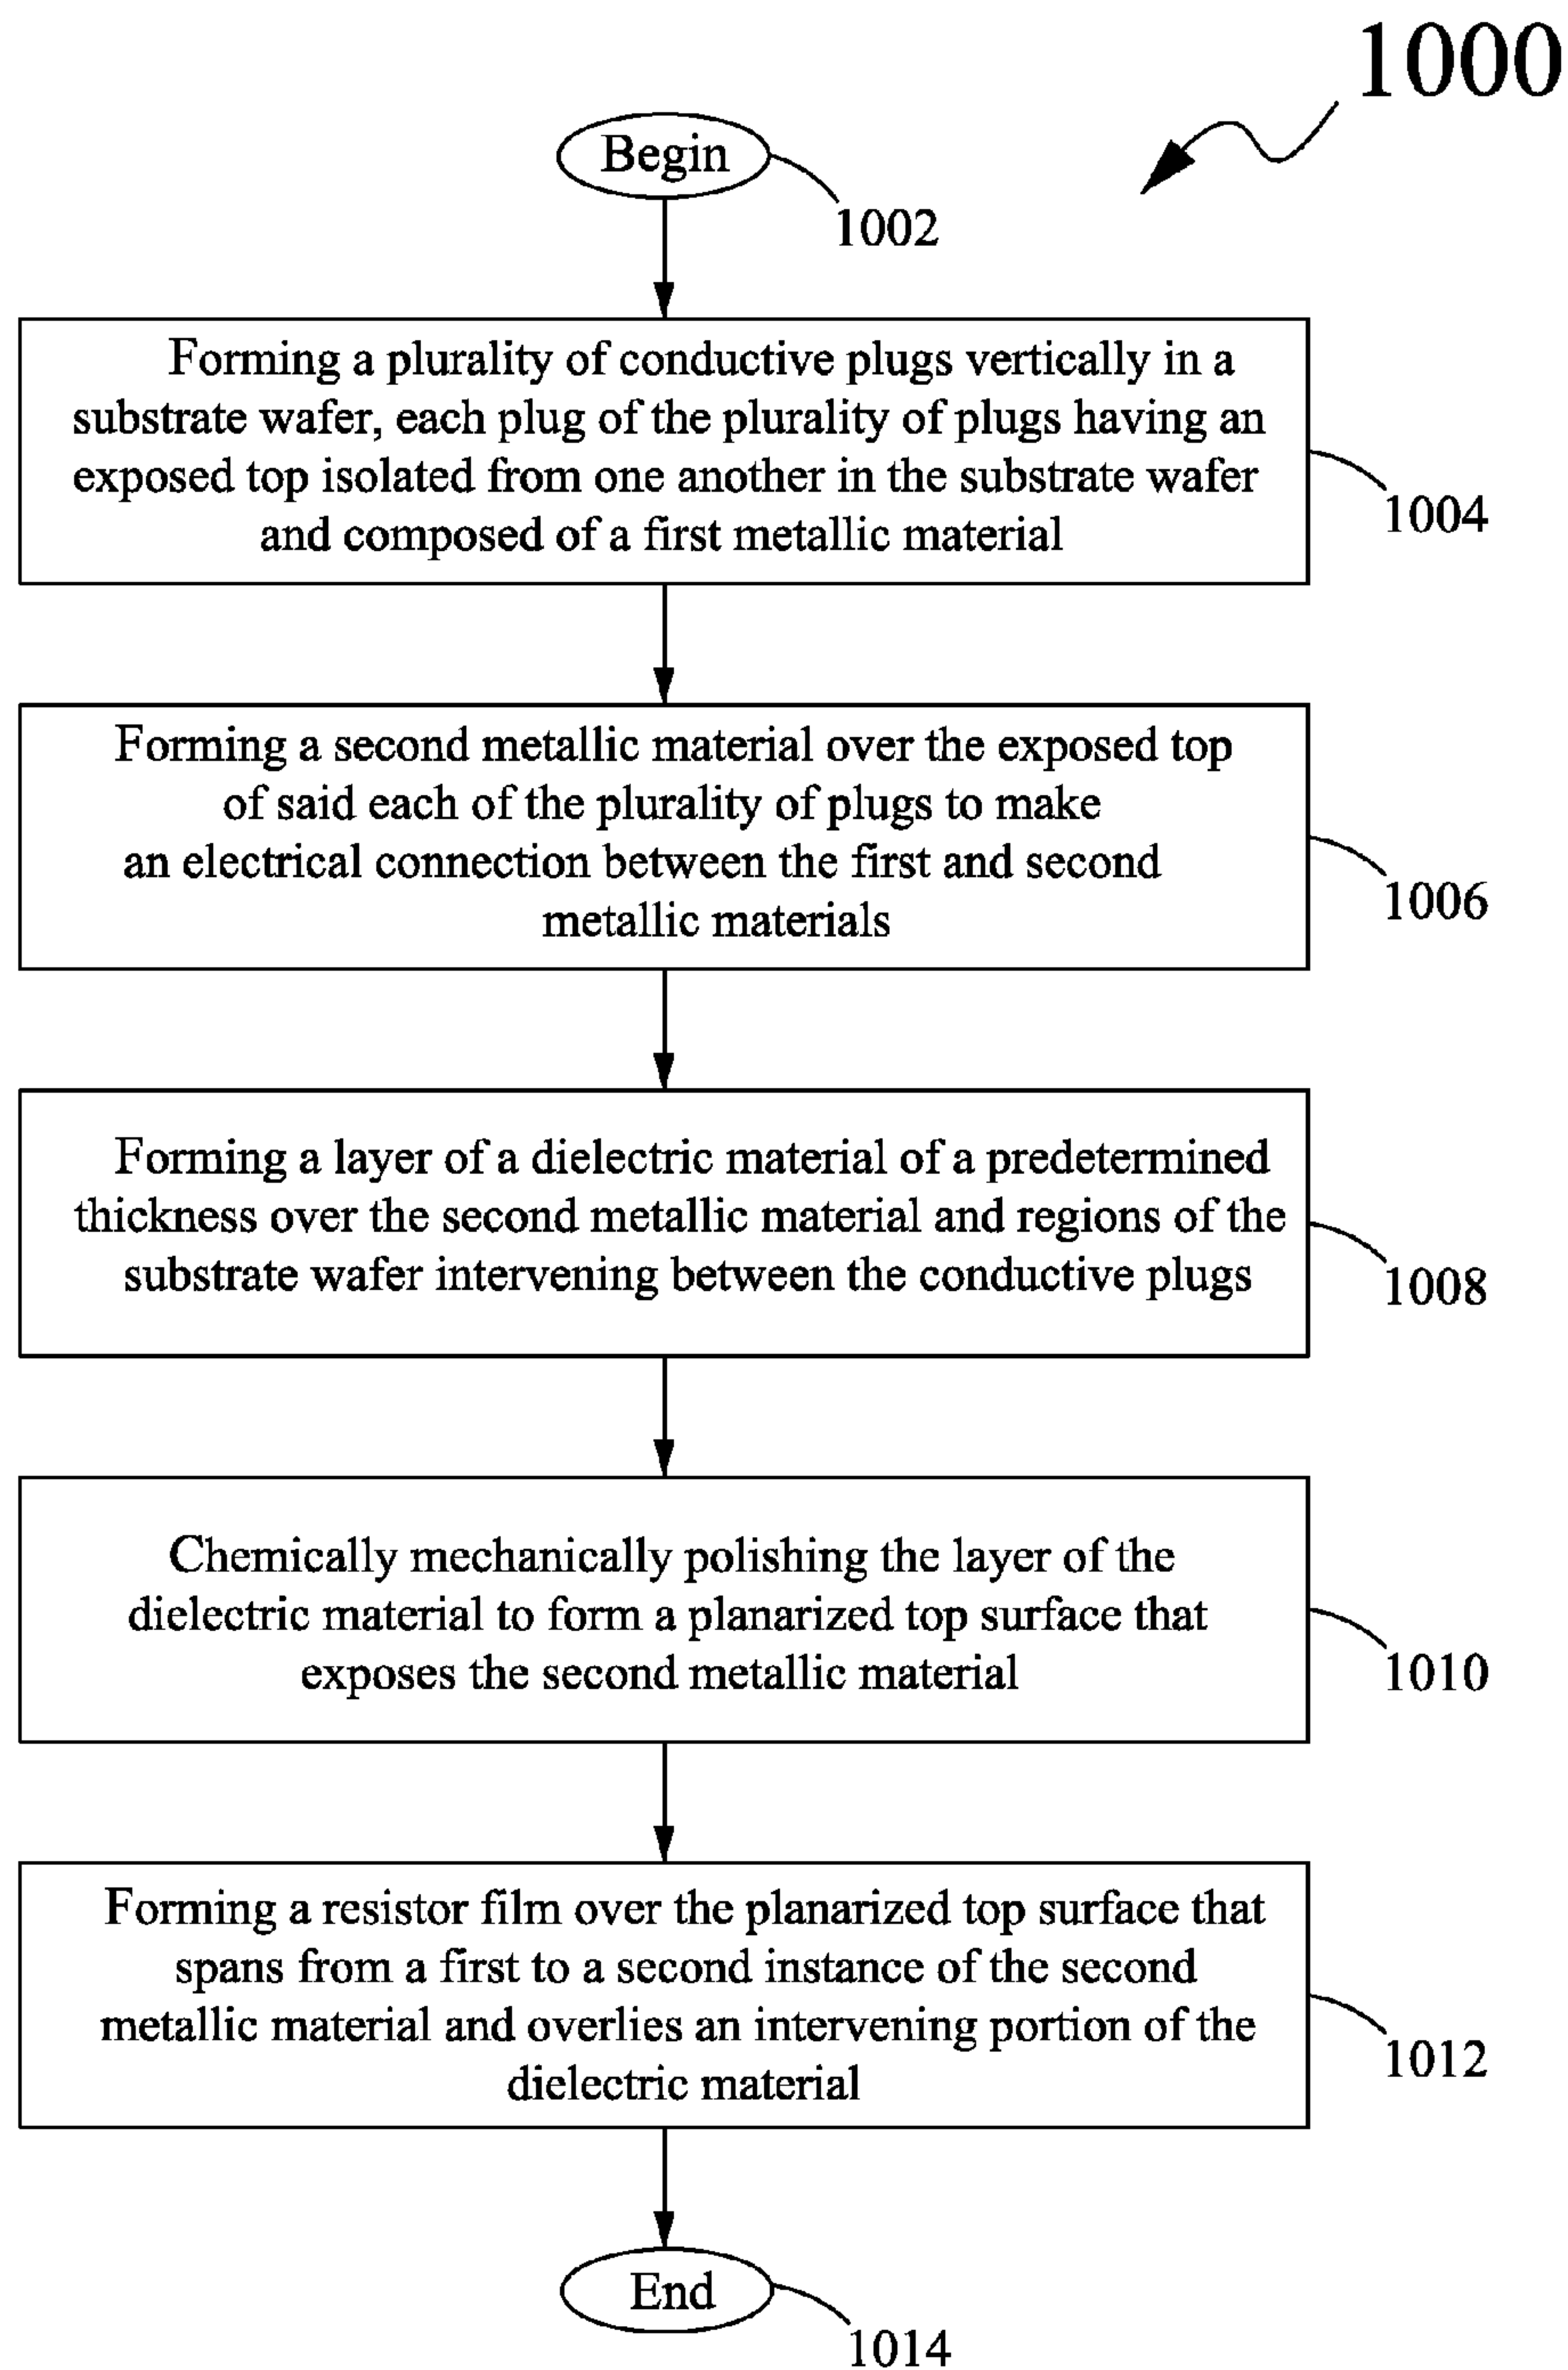 1000
Begin
1002
Forming a plurality of conductive plugs vertically in a
substrate wafer, each plug of the plurality of plugs having an
exposed top isolated from one another in the substrate wafer
and composed of a first metallic material
1004
Forming a second metallic material over the exposed top
of said each of the plurality of plugs to make
an electrical connection between the first and second
metallic materials
1006
Forming a layer of a dielectric material of a predetermined
thickness over the second metallic material and regions of the
substrate wafer intervening between the conductive plugs
1008
Chemically mechanically polishing the layer of the
dielectric material to form a planarized top surface that
exposes the second metallic material
1010
Forming a resistor film over the planarized top surface that
spans from a first to a second instance of the second
metallic material and overlies an intervening portion of the
dielectric material
1012
End
1014